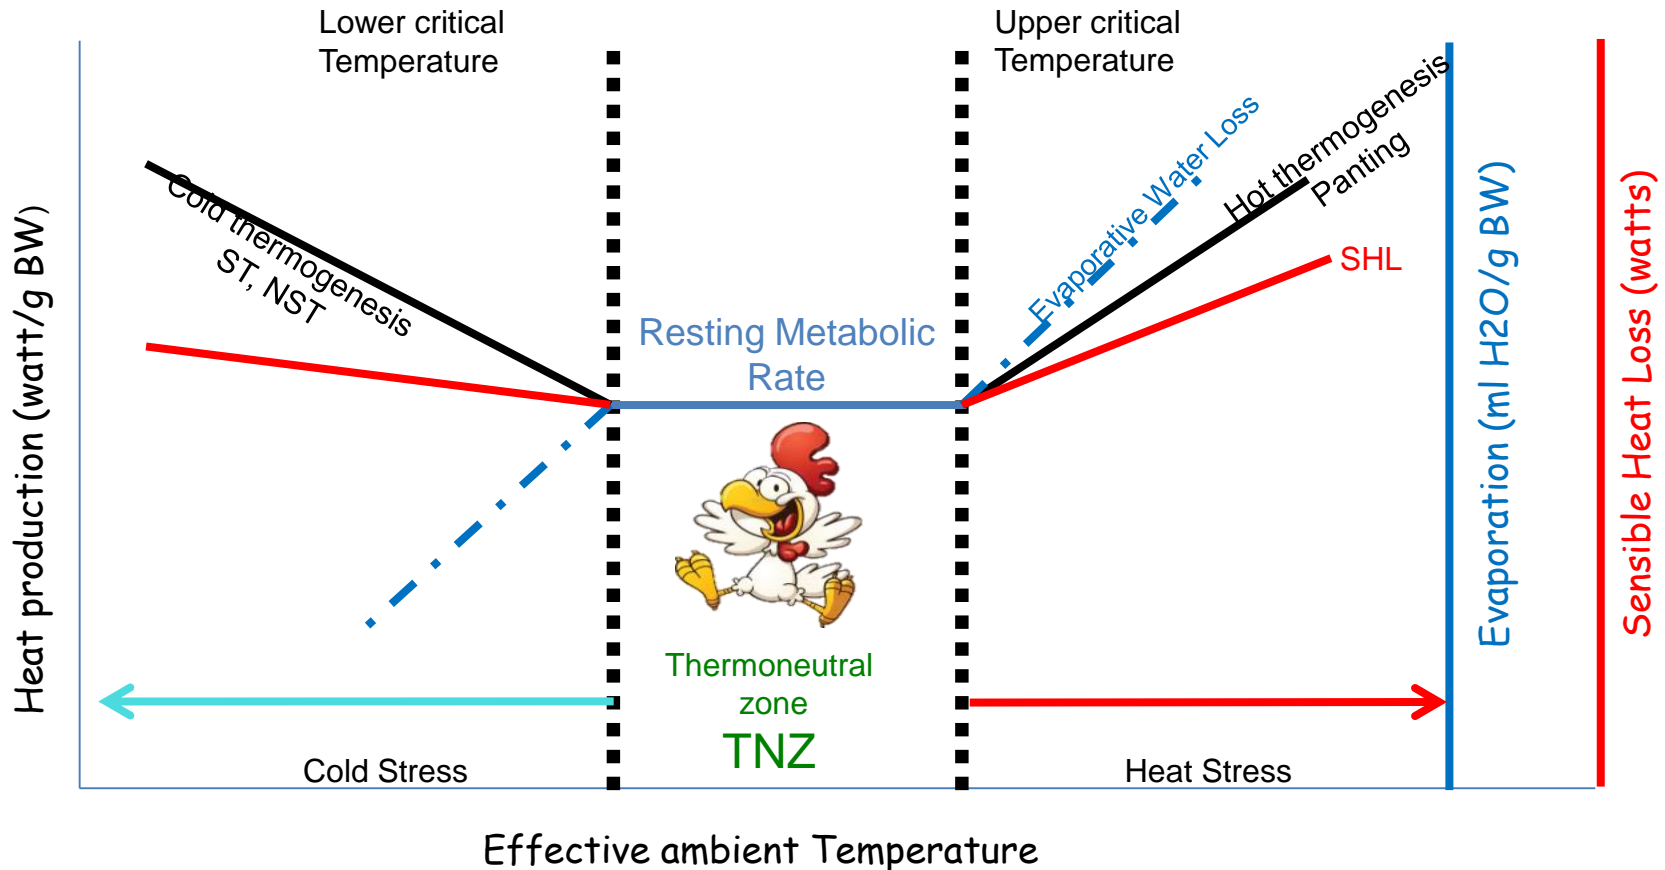 Lower critical
Temperature
Upper critical
Temperature
Cold thermogenesis
ST, NST
Resting Metabolic
Rate
Evaporative Water Loss
Hot thermogenesis
Panting
SHL
Thermoneutral
zone
TNZ
Cold Stress
Heat Stress
Heat production (watt/g BW)
Evaporation (ml H2O/g BW)
Sensible Heat Loss (watts)
Effective ambient Temperature